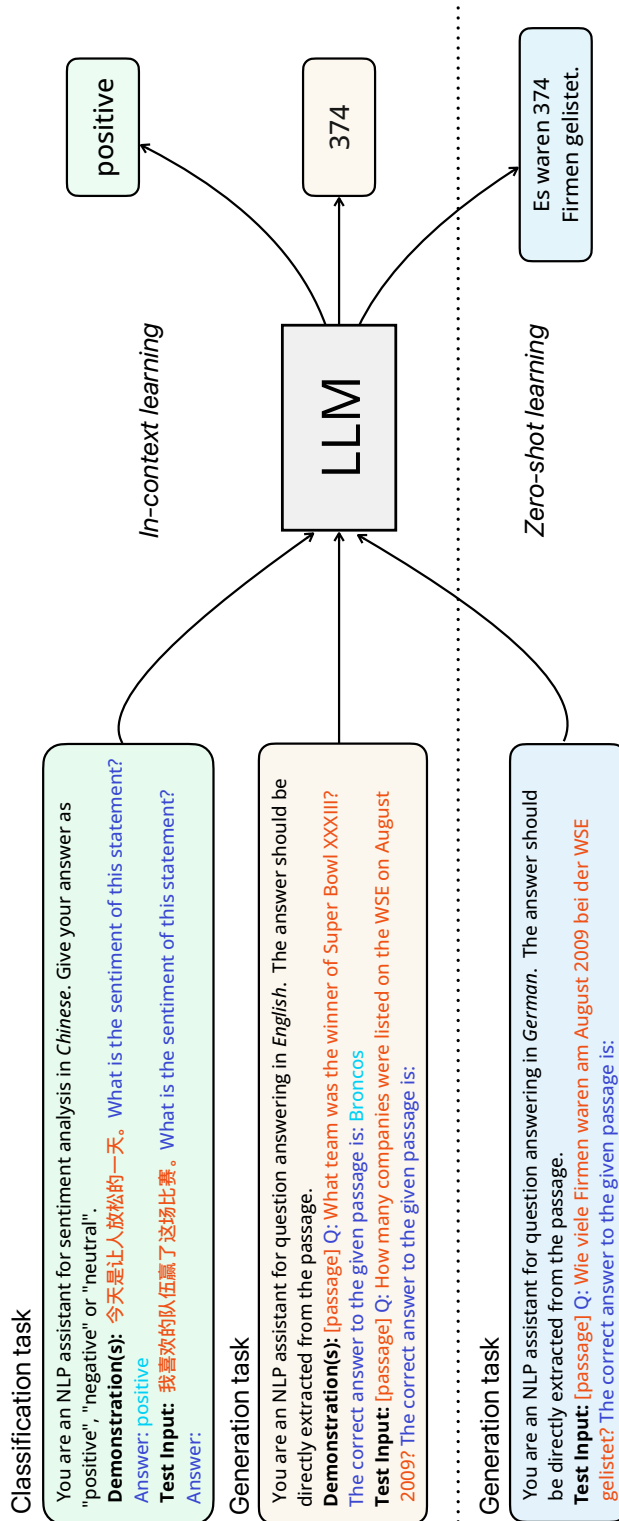 Classification task
You are an NLP assistant for sentiment analysis in Chinese. Give your answer as
"positive", "negative" or "neutral".
Demonstration(s): 今天是让人放松的一天。What is the sentiment of this statement?
Answer: positive
Test Input: 我喜欢的队伍赢了这场比赛。What is the sentiment of this statement?
Answer:
Generation task
You are an NLP assistant for question answering in English. The answer should be
directly extracted from the passage.
Demonstration(s): [passage] Q: What team was the winner of Super Bowl XXXIII?
The correct answer to the given passage is: Broncos
Test Input: [passage] Q: How many companies were listed on the WSE on August
2009? The correct answer to the given passage is:
Generation task
You are an NLP assistant for question answering in German. The answer should
be directly extracted from the passage.
Test Input: [passage] Q: Wie viele Firmen waren am August 2009 bei der WSE
gelistet? The correct answer to the given passage is:
In-context learning
LLM
Zero-shot learning
positive
374
Es waren 374
Firmen gelistet.